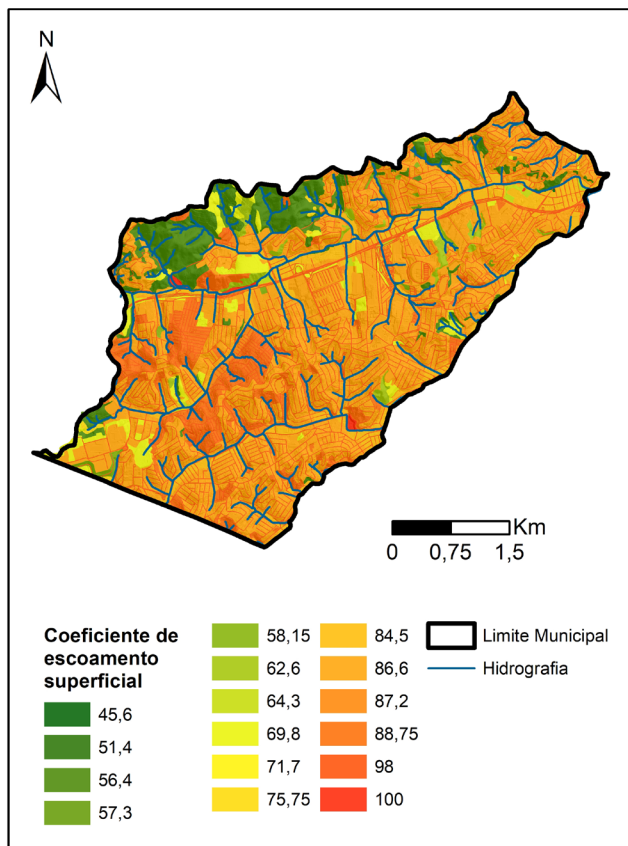 N
Km
0 0,75 1,5
Coeficiente de
escoamento
superficial
45,6
51,4
56,4
57,3
58,15
62,6
64,3
69,8
71,7
75,75
84,5
86,6
87,2
88,75
98
100
Limite Municipal
Hidrografia